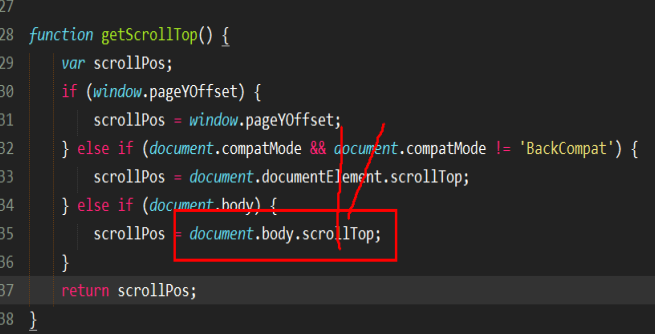 27
28 function getScrollTop() {
29 var scrollPos;
30 if (window.pageYOffset) {
31 scrollPos = window.pageYOffset;
32 } else if (document.compatMode && document.compatMode != 'BackCompat') {
33 scrollPos = document.documentElement.scrollTop;
34 } else if (document.body) {
35 scrollPos = document.body.scrollTop;
36 }
37 return scrollPos;
38 }